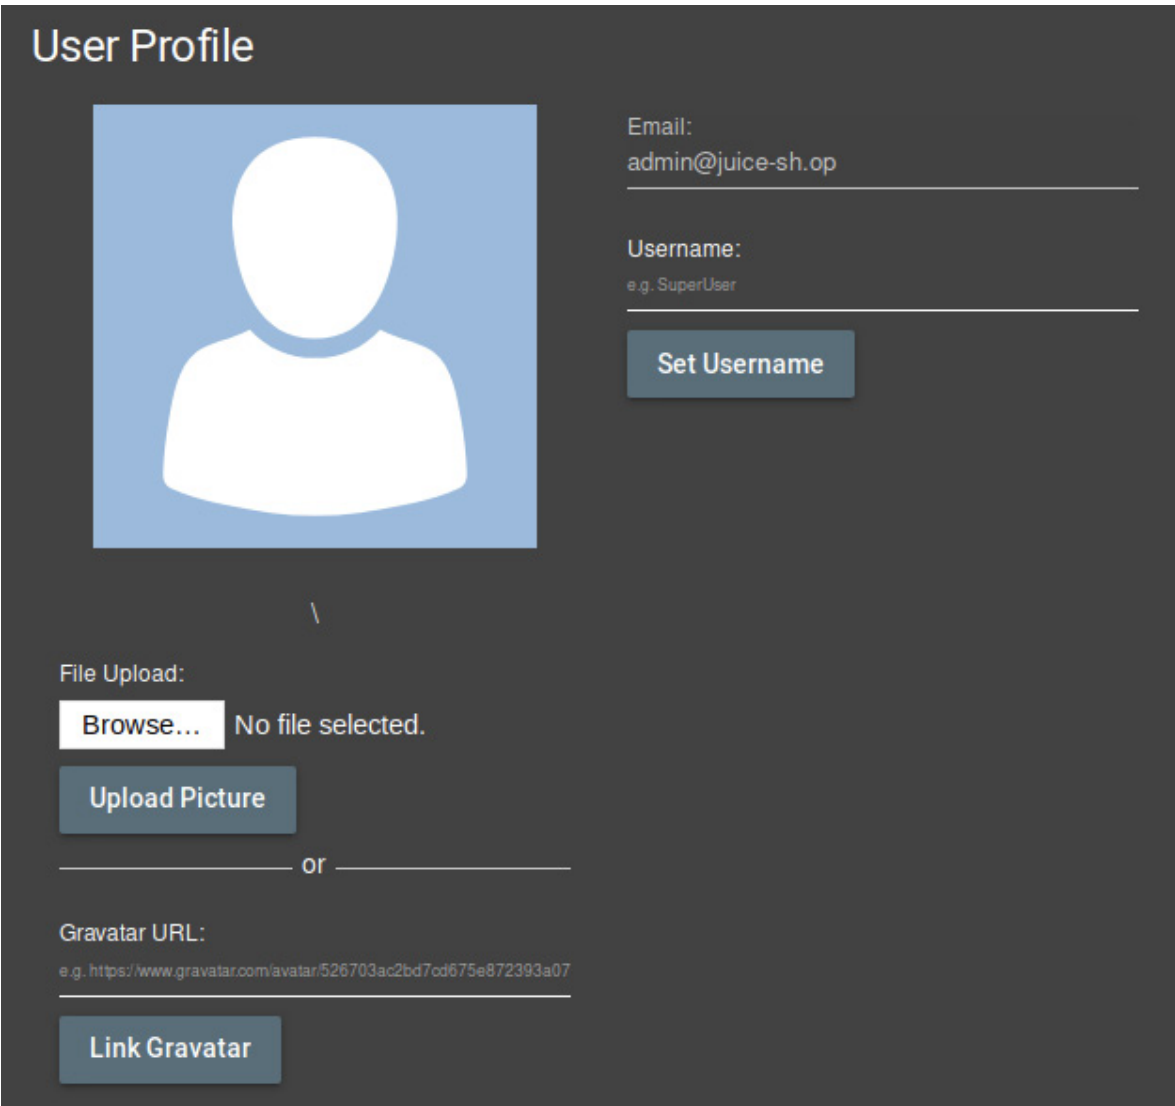 User Profile
Email:
admin@juice-sh.op
Username:
e.g. SuperUser
Set Username
\
File Upload:
Browse... No file selected.
Upload Picture
or
Gravatar URL:
e.g. https://www.gravatar.com/avatar/526703ac2bd7cd675e872393a07
Link Gravatar